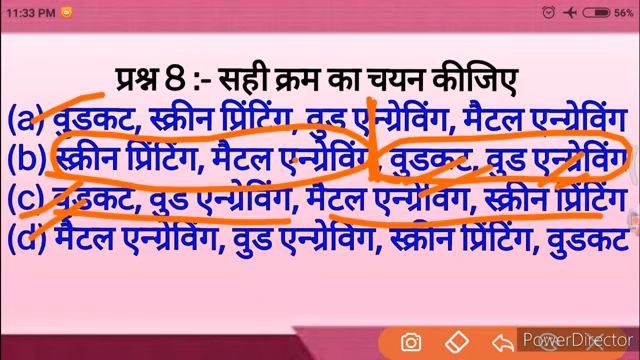 11:33 PM 56%
प्रश्न 8 :- सही क्रम का चयन कीजिए
(a) वुडकट, स्क्रीन प्रिंटिंग, वुड एन्ग्रेविंग, मैटल एन्ग्रेविंग
(b) स्क्रीन प्रिंटिंग, मैटल एन्ग्रेविंग, वुडकट, वुड एन्ग्रेविंग
(c) वुडकट, वुड एन्ग्रेविंग, मैटल एन्ग्रेविंग, स्क्रीन प्रिंटिंग
(d) मैटल एन्ग्रेविंग, वुड एन्ग्रेविंग, स्क्रीन प्रिंटिंग, वुडकट
PowerDirector